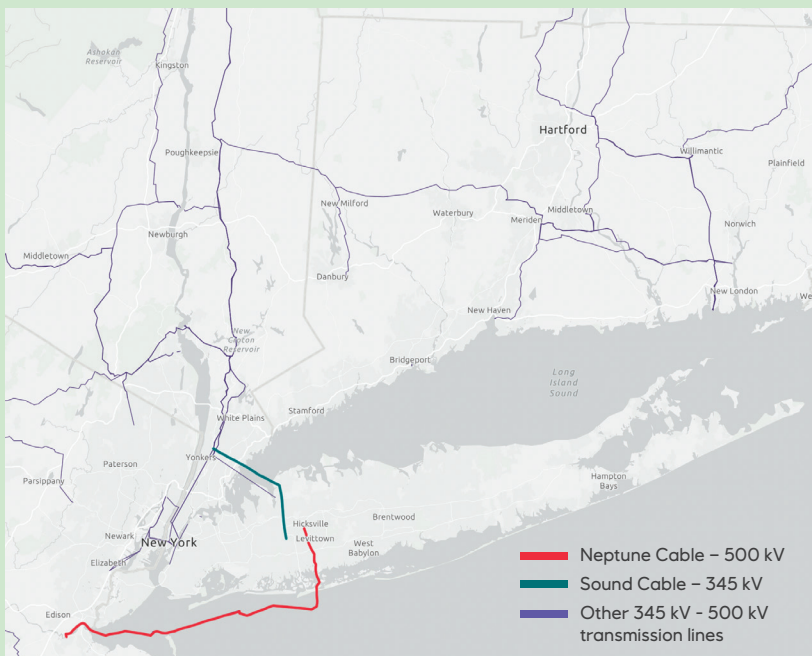 Ashokan
Reservoir
Kingston
Hartford
Poughkeepsie
Willimantic
Plainfield
New Milford
Waterbury
Meriden
Middletown
Norwich
Newburgh
Middletown
Danbury
New London
We
New Haven
New
Croton
Reservoir
Bridgeport
Long
Island
Sound
Stamford
White Plains
Yonkers
Paterson
Parsippany
Hampton
Bays
Brentwood
Hicksville
Levittown
West
Babylon
Newark
New York
Elizabeth
Edison
Neptune Cable – 500 kV
Sound Cable – 345 kV
Other 345 kV - 500 kV
transmission lines